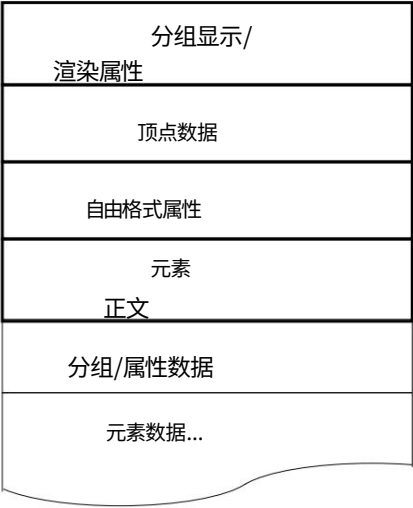 分组显示/
渲染属性
顶点数据
自由格式属性
元素
正文
分组/属性数据
元素数据...